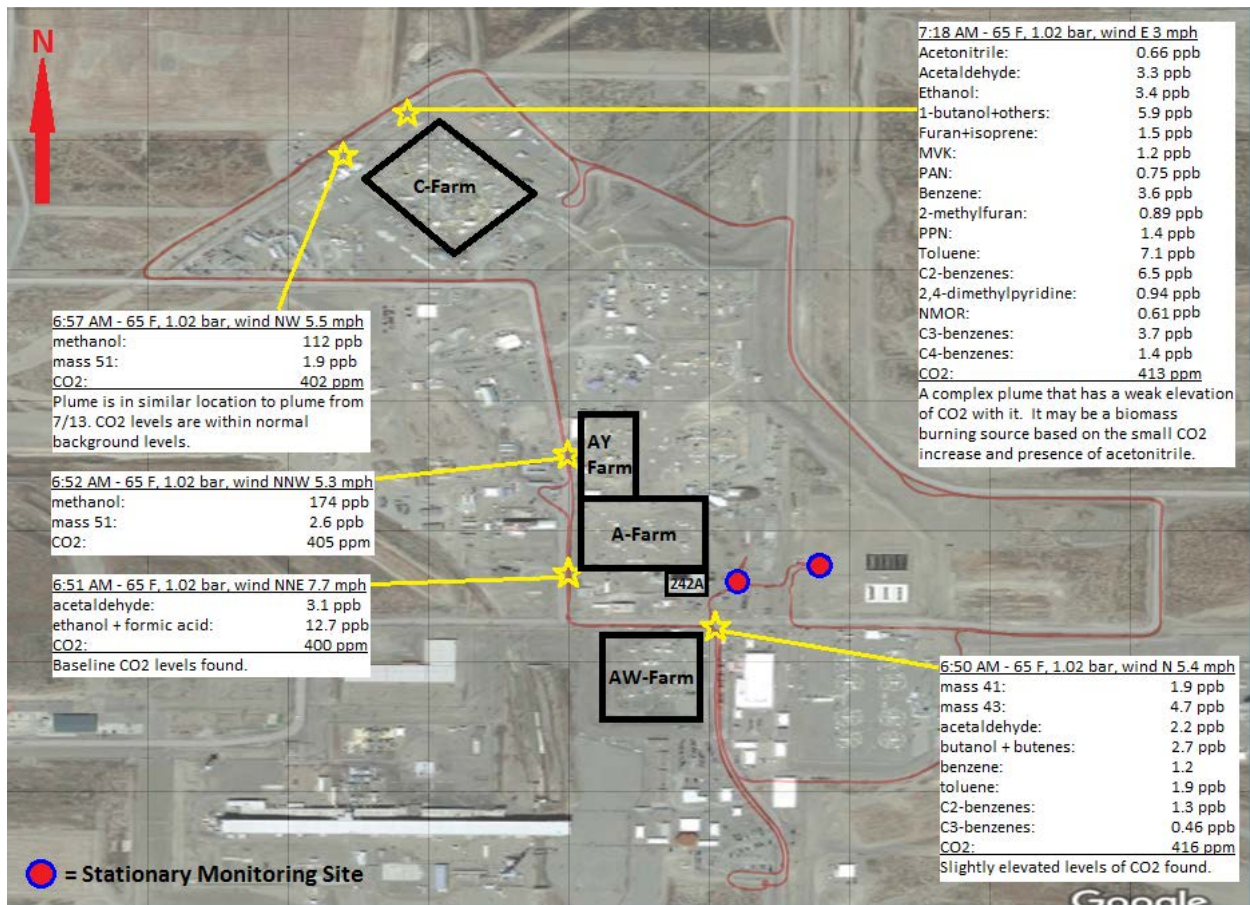 N
7:18 AM - 65 F, 1.02 bar, wind E 3 mph
Acetonitrile: 0.66 ppb
Acetaldehyde: 3.3 ppb
Ethanol: 3.4 ppb
1-butanol+others: 5.9 ppb
Furan+isoprene: 1.5 ppb
MVK: 1.2 ppb
PAN: 0.75 ppb
Benzene: 3.6 ppb
2-methylfuran: 0.89 ppb
PPN: 1.4 ppb
Toluene: 7.1 ppb
C2-benzenes: 6.5 ppb
2,4-dimethylpyridine: 0.94 ppb
NMOR: 0.61 ppb
C3-benzenes: 3.7 ppb
C4-benzenes: 1.4 ppb
CO2: 413 ppm
A complex plume that has a weak elevation
of CO2 with it. It may be a biomass
burning source based on the small CO2
increase and presence of acetonitrile.
C-Farm
6:57 AM - 65 F, 1.02 bar, wind NW 5.5 mph
methanol: 112 ppb
mass 51: 1.9 ppb
CO2: 402 ppm
Plume is in similar location to plume from
7/13. CO2 levels are within normal
background levels.
6:52 AM - 65 F, 1.02 bar, wind NNW 5.3 mph
methanol: 174 ppb
mass 51: 2.6 ppb
CO2: 405 ppm
AY
Farm
A-Farm
242A
6:51 AM - 65 F, 1.02 bar, wind NNE 7.7 mph
acetaldehyde: 3.1 ppb
ethanol + formic acid: 12.7 ppb
CO2: 400 ppm
Baseline CO2 levels found.
AW-Farm
6:50 AM - 65 F, 1.02 bar, wind N 5.4 mph
mass 41: 1.9 ppb
mass 43: 4.7 ppb
acetaldehyde: 2.2 ppb
butanol + butenes: 2.7 ppb
benzene: 1.2
toluene: 1.9 ppb
C2-benzenes: 1.3 ppb
C3-benzenes: 0.46 ppb
CO2: 416 ppm
Slightly elevated levels of CO2 found.
= Stationary Monitoring Site
Google